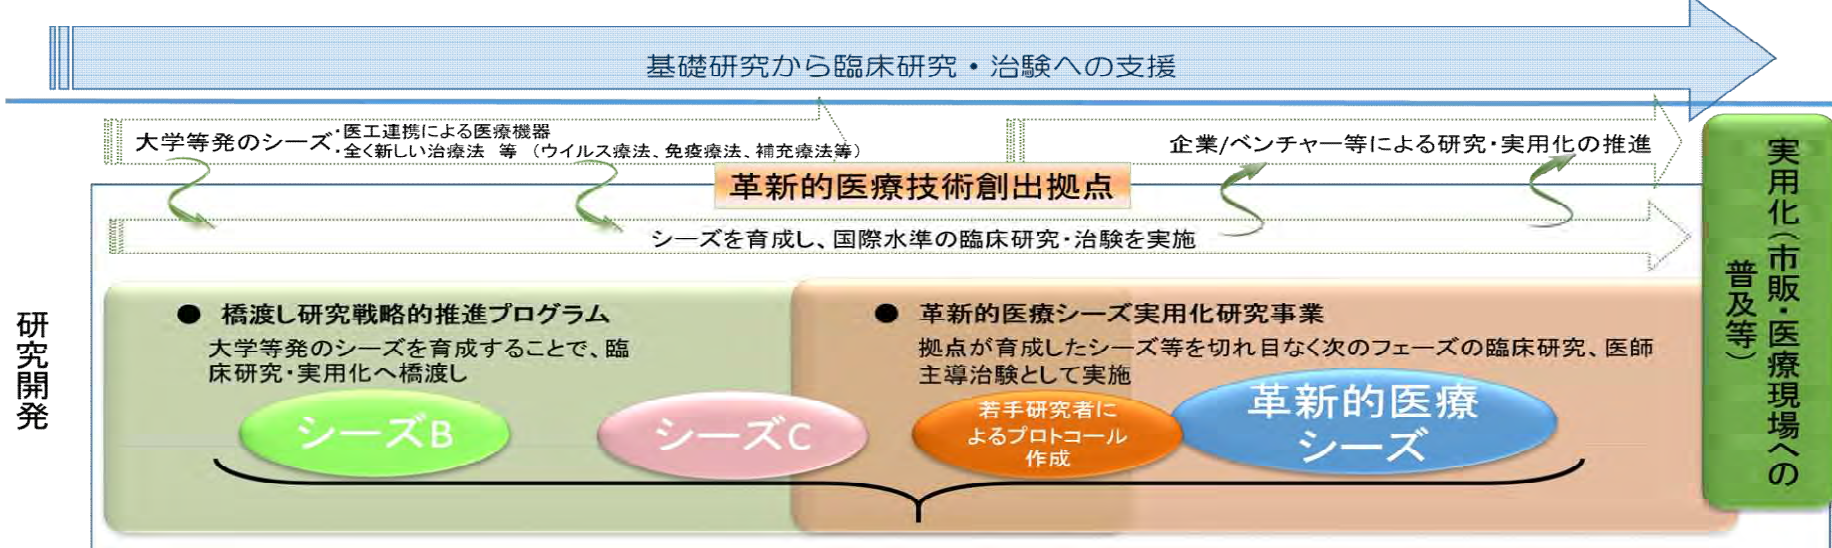 基礎研究から臨床研究・治験への支援
大学等発のシーズ
・医工連携による医療機器
・全く新しい治療法 等 （ウイルス療法、免疫療法、補充療法等）
企業/ベンチャー等による研究・実用化の推進
革新的医療技術創出拠点
シーズを育成し、国際水準の臨床研究・治験を実施
研究開発
● 橋渡し研究戦略的推進プログラム
大学等発のシーズを育成することで、臨
床研究・実用化へ橋渡し
● 革新的医療シーズ実用化研究事業
拠点が育成したシーズ等を切れ目なく次のフェーズの臨床研究、医師
主導治験として実施
シーズB
シーズC
若手研究者に
よるプロトコール
作成
革新的医療
シーズ
実用化（市販・医療現場への
普及等）